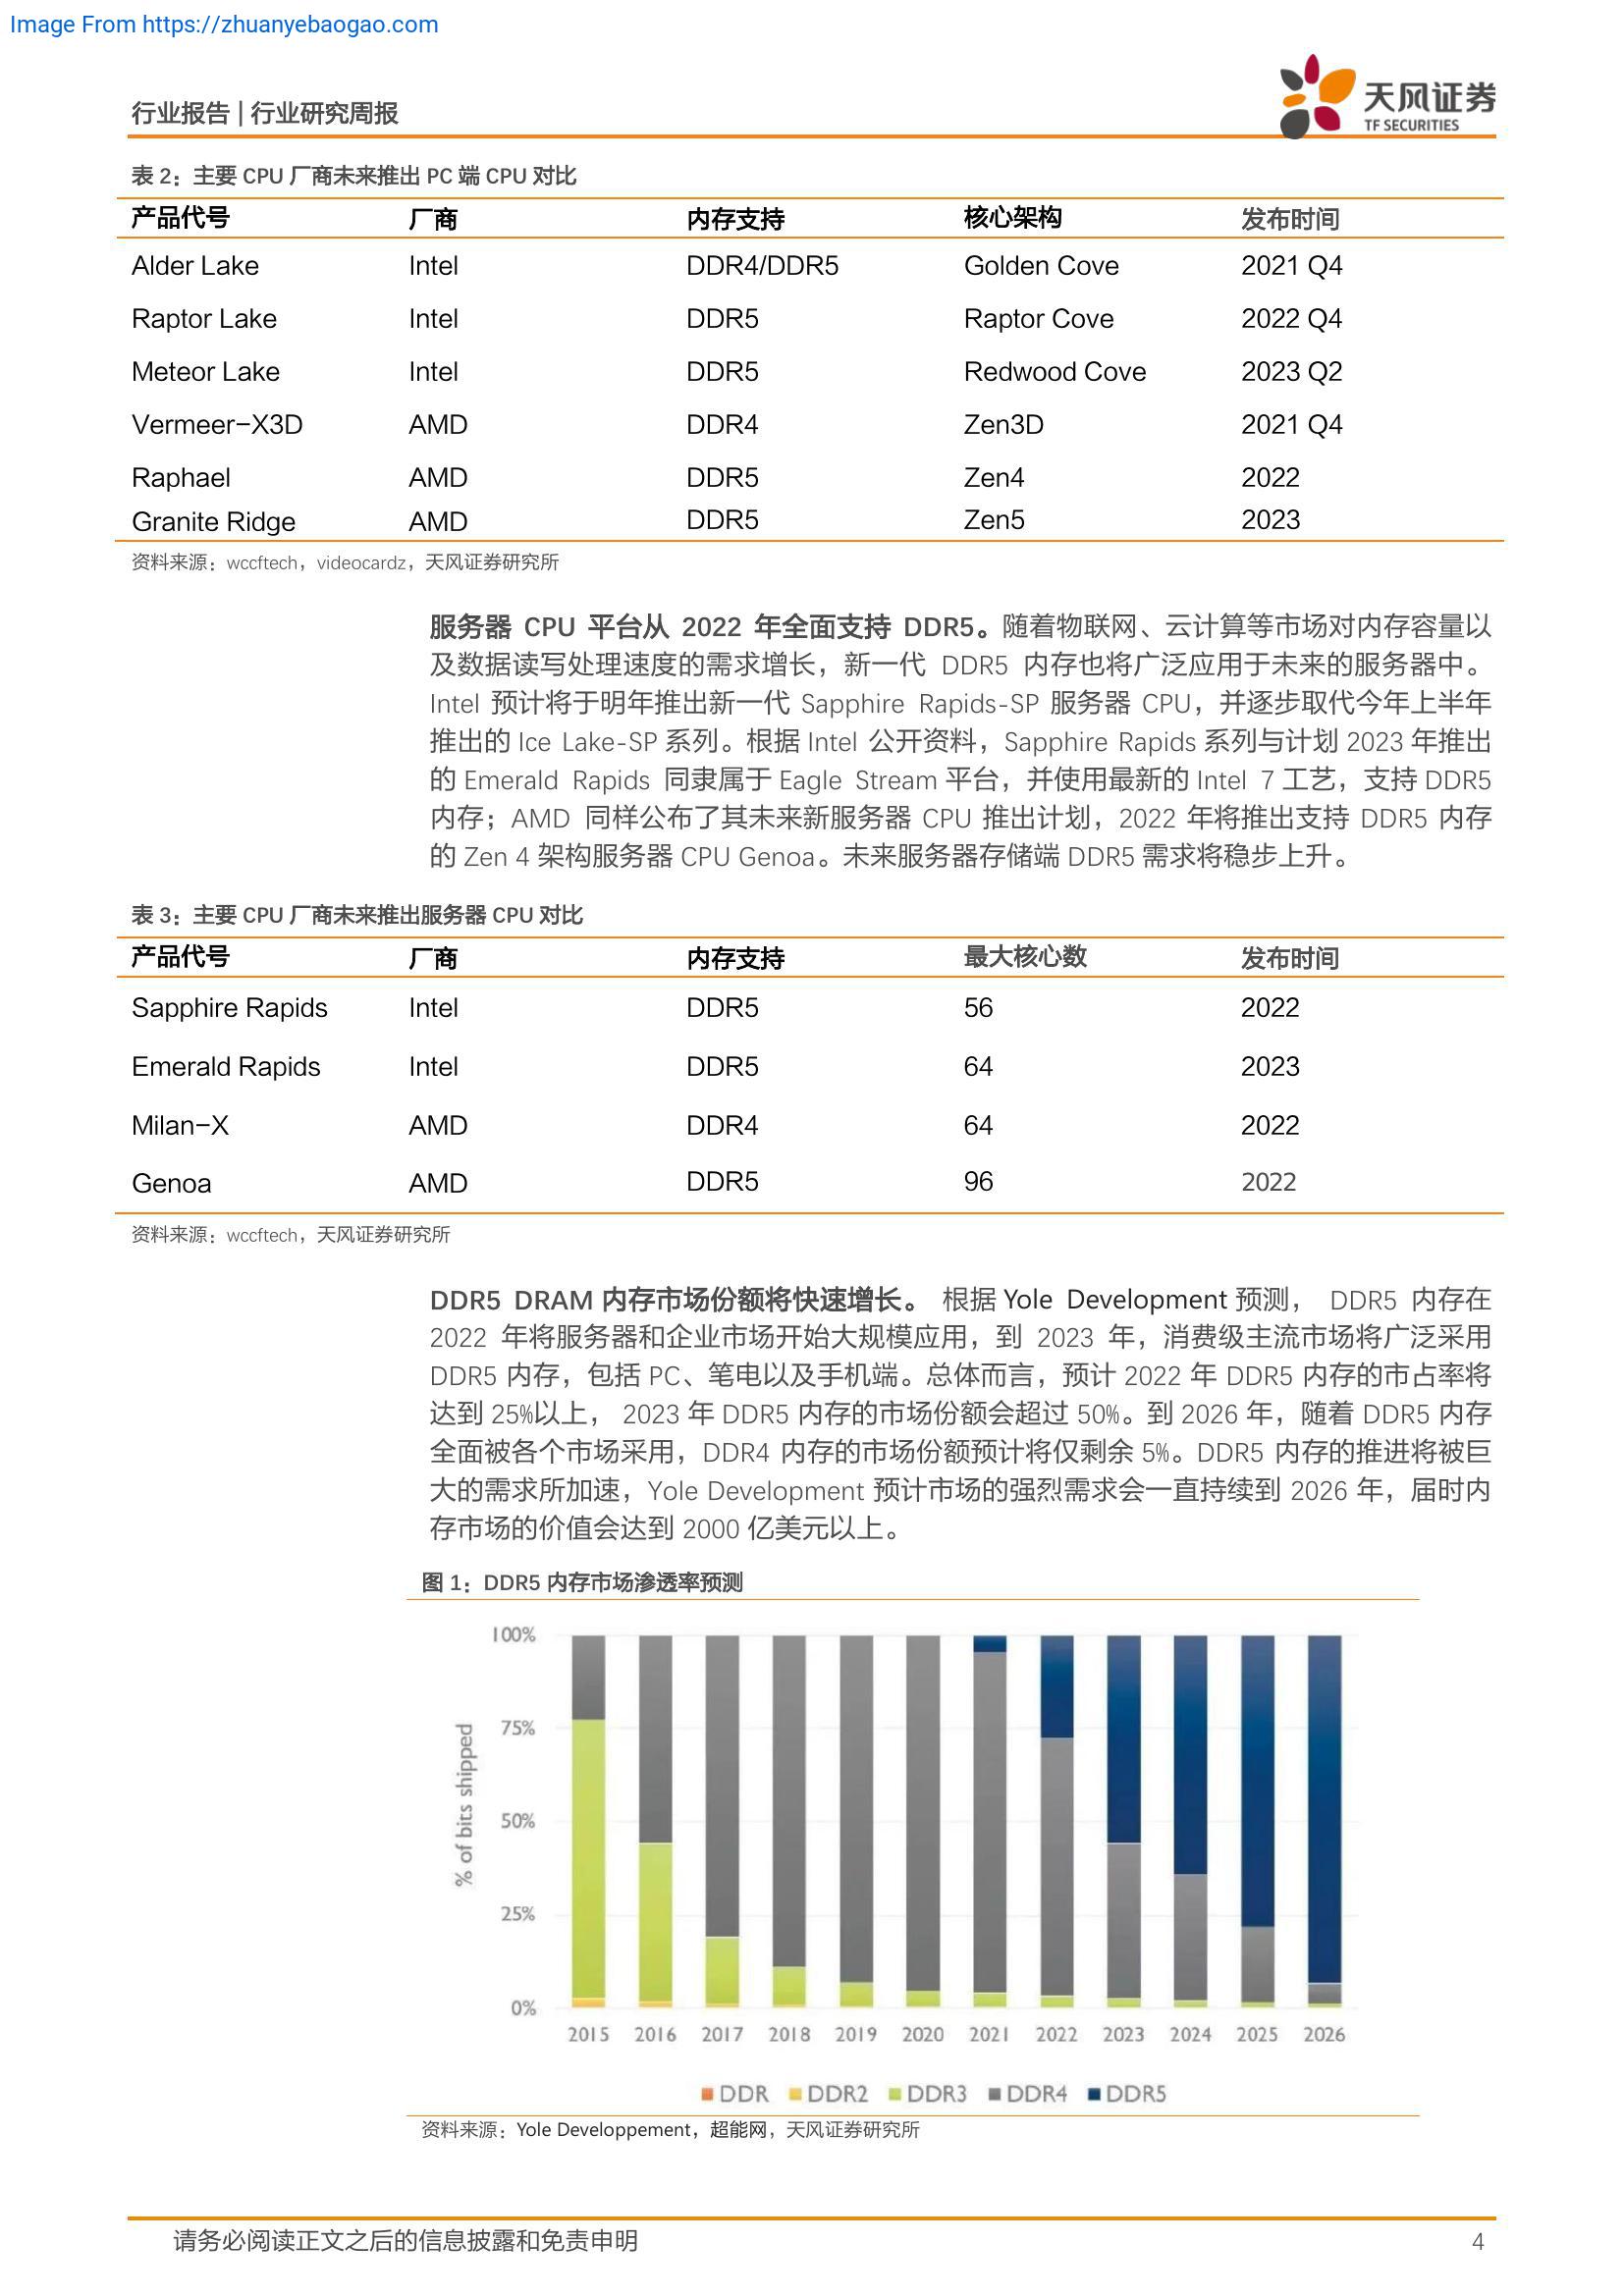 Image From https://zhuanyebaogao.com
行业报告 | 行业研究周报
天风证券
TF SECURITIES
表 2：主要 CPU 厂商未来推出 PC 端 CPU 对比
产品代号 厂商 内存支持 核心架构 发布时间
Alder Lake Intel DDR4/DDR5 Golden Cove 2021 Q4
Raptor Lake Intel DDR5 Raptor Cove 2022 Q4
Meteor Lake Intel DDR5 Redwood Cove 2023 Q2
Vermeer-X3D AMD DDR4 Zen3D 2021 Q4
Raphael AMD DDR5 Zen4 2022
Granite Ridge AMD DDR5 Zen5 2023
资料来源：wccftech，videocardz，天风证券研究所
服务器 CPU 平台从 2022 年全面支持 DDR5。随着物联网、云计算等市场对内存容量以
及数据读写处理速度的需求增长，新一代 DDR5 内存也将广泛应用于未来的服务器中。
Intel 预计将于明年推出新一代 Sapphire Rapids-SP 服务器 CPU，并逐步取代今年上半年
推出的 Ice Lake-SP 系列。根据 Intel 公开资料，Sapphire Rapids 系列与计划 2023 年推出
的 Emerald Rapids 同隶属于 Eagle Stream 平台，并使用最新的 Intel 7 工艺，支持 DDR5
内存；AMD 同样公布了其未来新服务器 CPU 推出计划，2022 年将推出支持 DDR5 内存
的 Zen 4 架构服务器 CPU Genoa。未来服务器存储端 DDR5 需求将稳步上升。
表 3：主要 CPU 厂商未来推出服务器 CPU 对比
产品代号 厂商 内存支持 最大核心数 发布时间
Sapphire Rapids Intel DDR5 56 2022
Emerald Rapids Intel DDR5 64 2023
Milan-X AMD DDR4 64 2022
Genoa AMD DDR5 96 2022
资料来源：wccftech，天风证券研究所
DDR5 DRAM 内存市场份额将快速增长。 根据 Yole Development 预测， DDR5 内存在
2022 年将服务器和企业市场开始大规模应用，到 2023 年，消费级主流市场将广泛采用
DDR5 内存，包括 PC、笔电以及手机端。总体而言，预计 2022 年 DDR5 内存的市占率将
达到 25%以上， 2023 年 DDR5 内存的市场份额会超过 50%。到 2026 年，随着 DDR5 内存
全面被各个市场采用，DDR4 内存的市场份额预计将仅剩余 5%。DDR5 内存的推进将被巨
大的需求所加速，Yole Development 预计市场的强烈需求会一直持续到 2026 年，届时内
存市场的价值会达到 2000 亿美元以上。
图 1：DDR5 内存市场渗透率预测
100%
75%
50%
25%
0%
% of bits shipped
2015 2016 2017 2018 2019 2020 2021 2022 2023 2024 2025 2026
DDR DDR2 DDR3 DDR4 DDR5
资料来源：Yole Developpement，超能网，天风证券研究所
请务必阅读正文之后的信息披露和免责申明 4